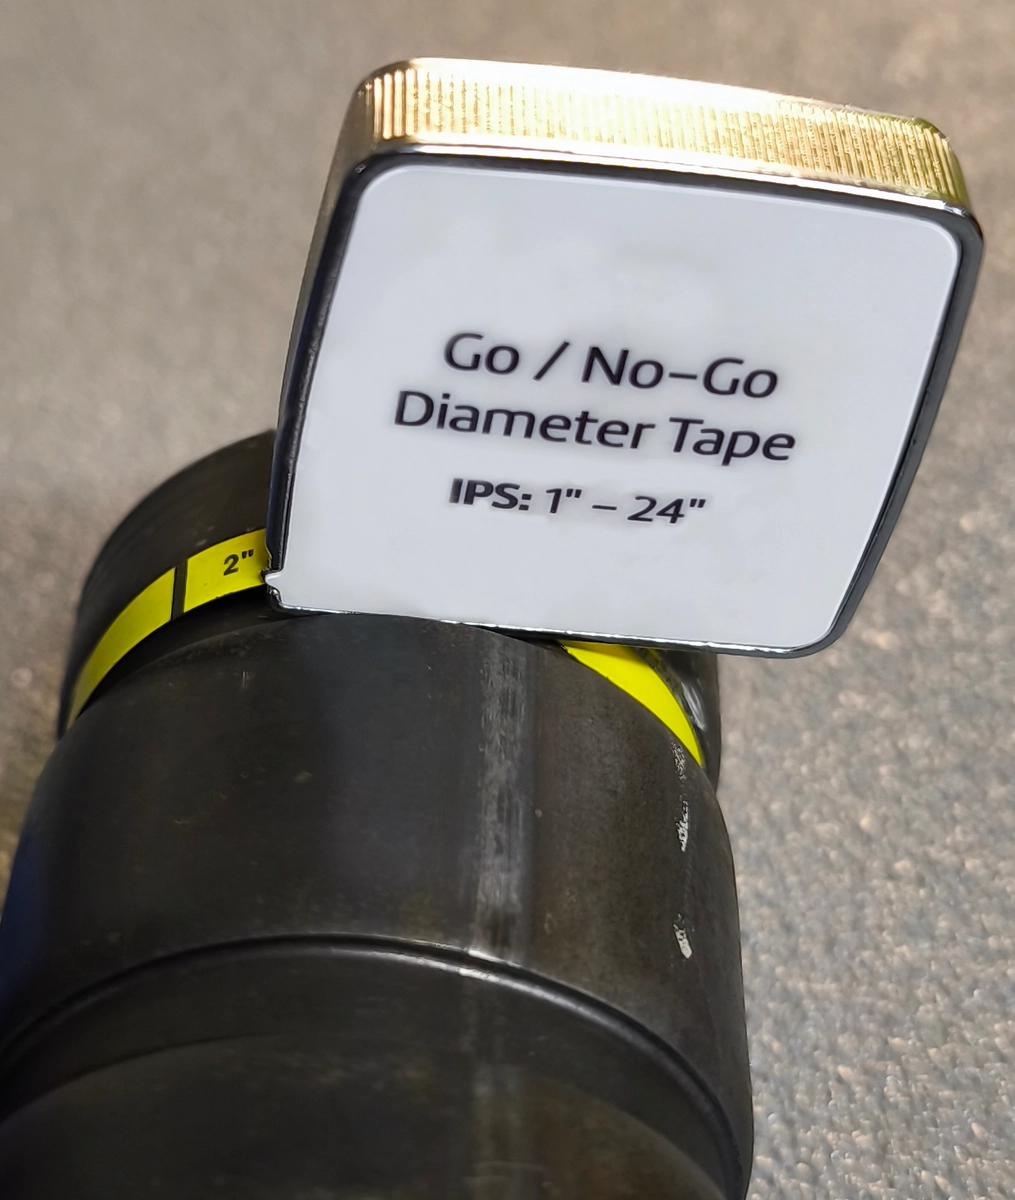 Go / No-Go
Diameter Tape
IPS: 1" – 24"
2"